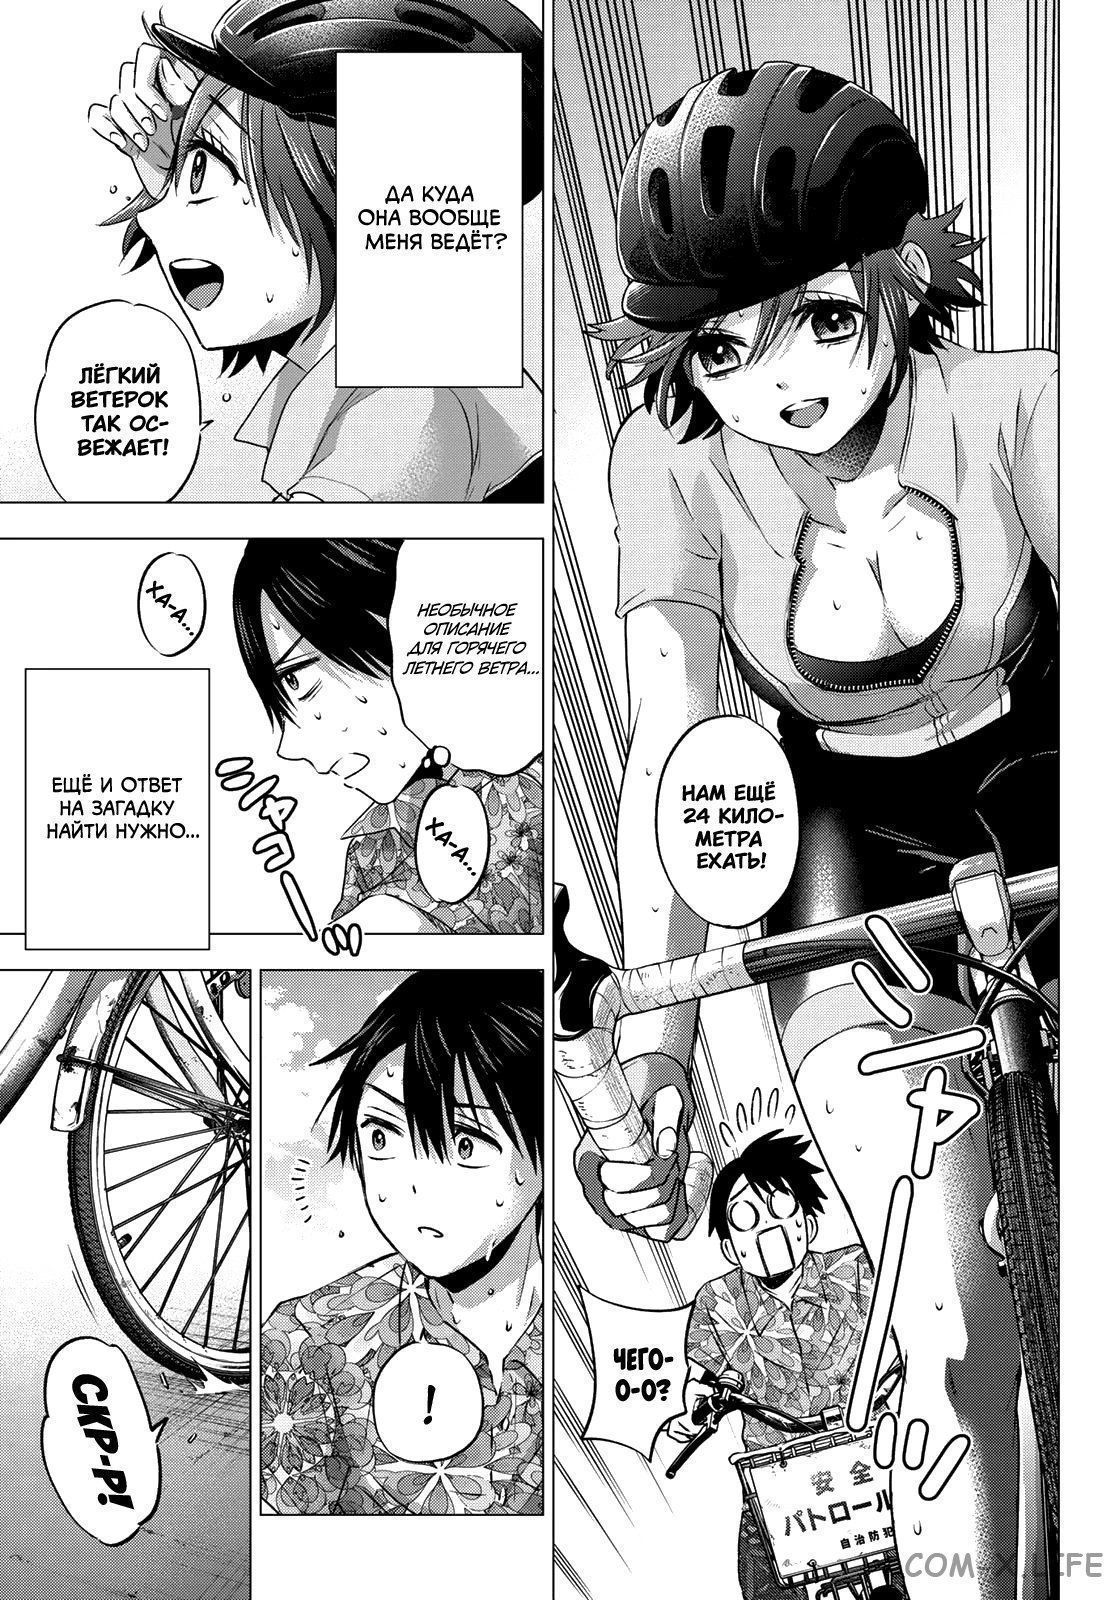 НАМ ЕЩЁ
24 КИЛО-
МЕТРА
ЕХАТЬ!
ЧЕГО-
О-О?
安全
パトロール
自治防犯
ДА КУДА
ОНА ВООБЩЕ
МЕНЯ ВЕДЁТ?
ЛЁГКИЙ
ВЕТЕРОК
ТАК ОС-
ВЕЖАЕТ!
НЕОБЫЧНОЕ
ОПИСАНИЕ
ДЛЯ ГОРЯЧЕГО
ЛЕТНЕГО ВЕТРА...
ХА-А...
ХА-А...
ЕЩЁ И ОТВЕТ
НА ЗАГАДКУ
НАЙТИ НУЖНО...
!
СКР-Р!
COM-X.LIFE